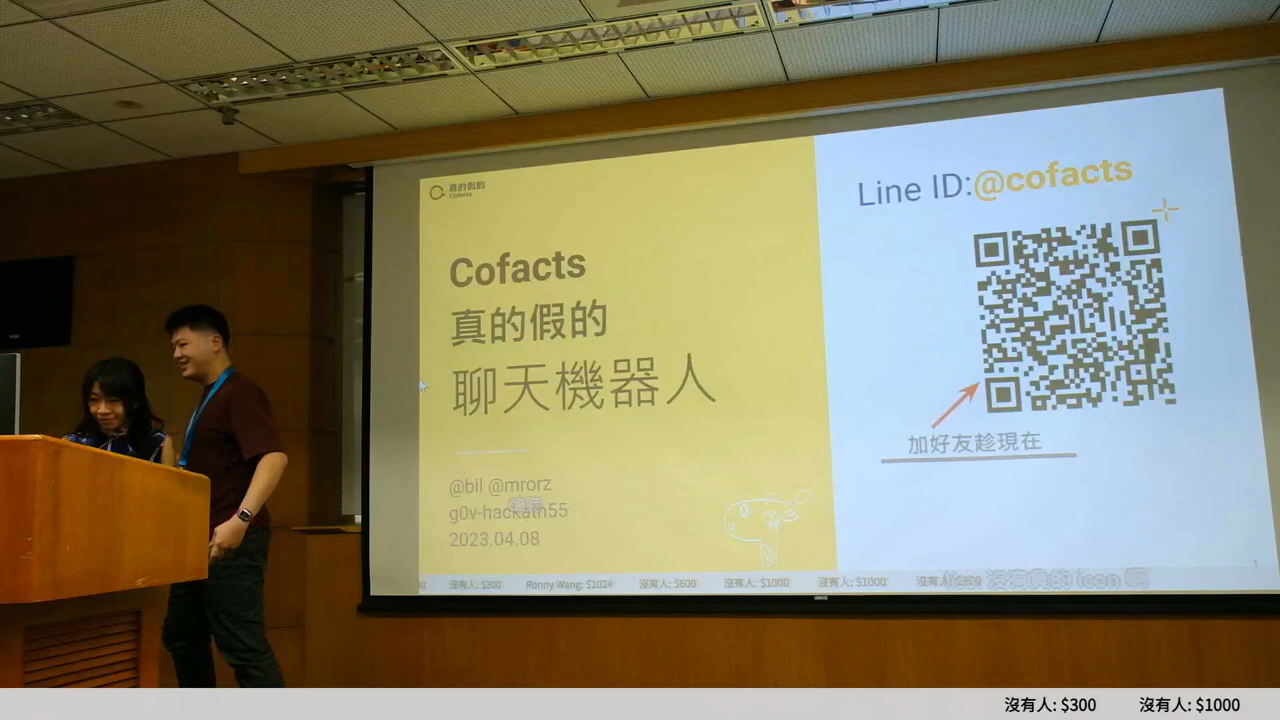 真的假的
Cofacts
Cofacts
真的假的
聊天機器人
@bil @mrorz
g0v-hackath55
2023.04.08
Line ID:@cofacts
加好友趁現在
沒有人: $300
Ronny Wang: $1024
沒有人: $600
沒有人: $1000
沒有人: $1000
沒有人: $300
沒有人: $1000